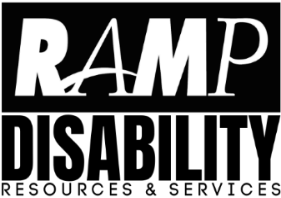 RAMP
DISABILITY
RESOURCES & SERVICES